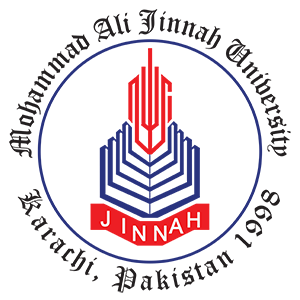 Mohammad Ali Jinnah University
JINNAH
Karachi, Pakistan 1998